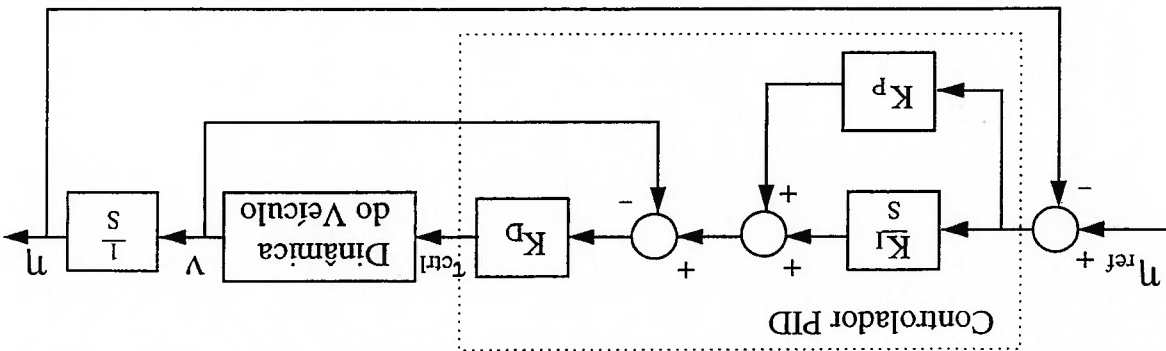 Controlador PID
η_ref
+
-
K_I
S
K_P
+
+
+
-
K_D
τ_ctrl
Dinâmica
do Veículo
ν
1
S
η